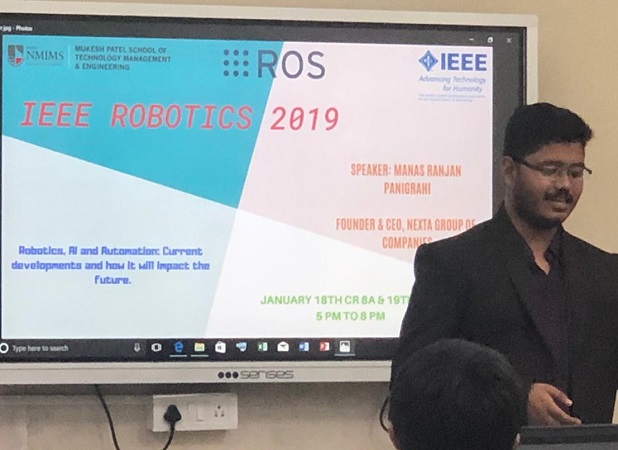 .jpg - Photos
NMIMS
MUKESH PATEL SCHOOL OF
TECHNOLOGY MANAGEMENT
& ENGINEERING
ROS
IEEE
Advancing Technology
for Humanity
IEEE ROBOTICS 2019
SPEAKER: MANAS RANJAN
PANIGRAHI
FOUNDER & CEO, NEXTA GROUP OF
COMPANIES
Robotics, AI and Automation: Current
developments and how it will impact the
future.
JANUARY 18TH CR 8A & 19T
5 PM TO 8 PM
Type here to search
senses